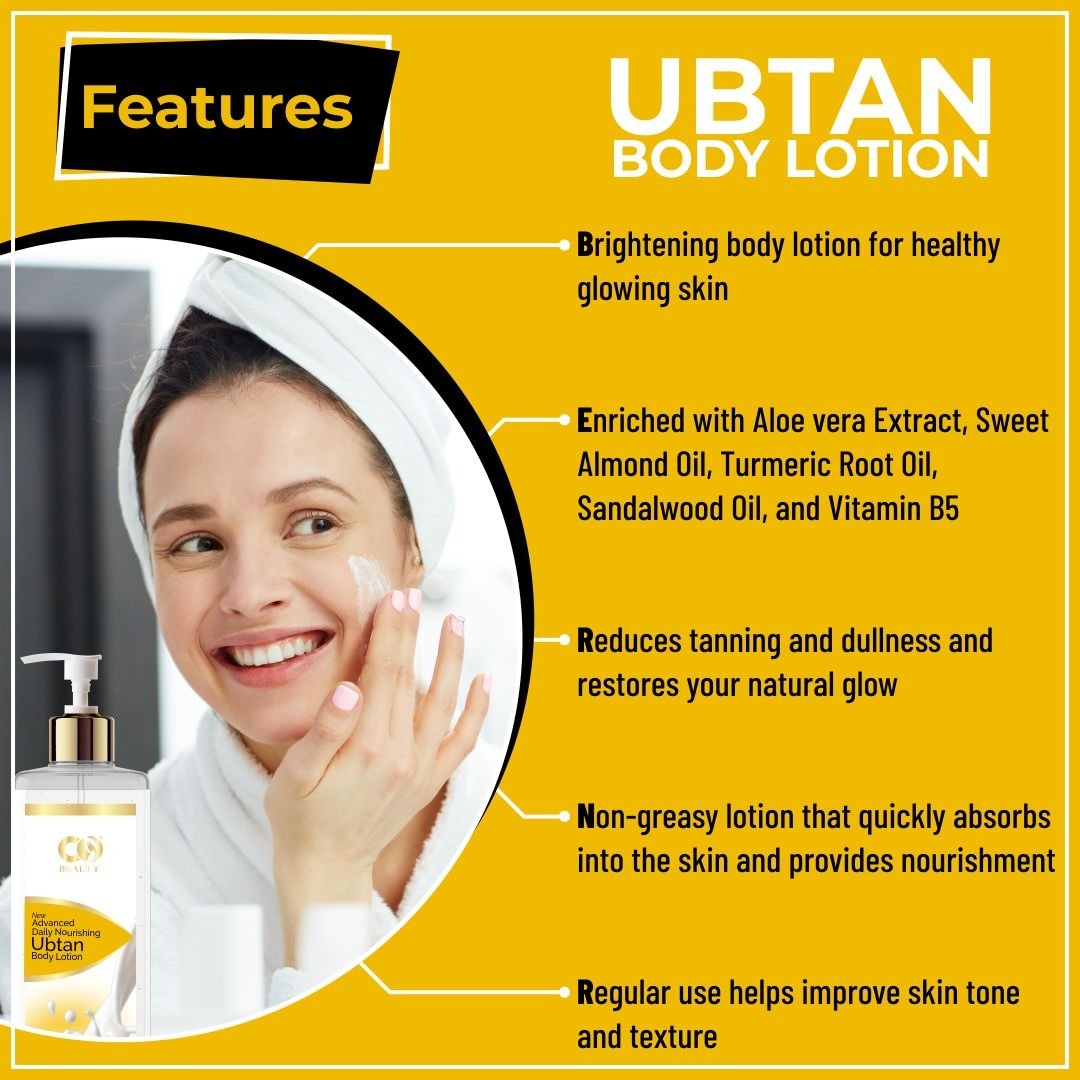 Features
UBTAN
BODY LOTION
Brightening body lotion for healthy
glowing skin
Enriched with Aloe vera Extract, Sweet
Almond Oil, Turmeric Root Oil,
Sandalwood Oil, and Vitamin B5
Reduces tanning and dullness and
restores your natural glow
Non-greasy lotion that quickly absorbs
into the skin and provides nourishment
Regular use helps improve skin tone
and texture
BEAUTY
New
Advanced
Daily Nourishing
Ubtan
Body Lotion